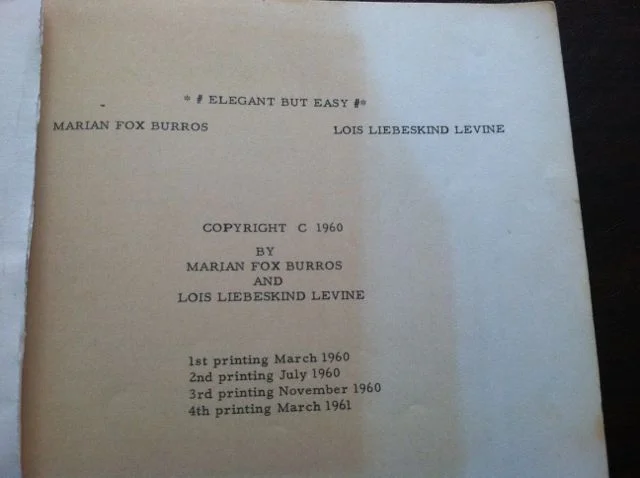 * # ELEGANT BUT EASY #*
MARIAN FOX BURROS LOIS LIEBESKIND LEVINE
COPYRIGHT C 1960
BY
MARIAN FOX BURROS
AND
LOIS LIEBESKIND LEVINE
1st printing March 1960
2nd printing July 1960
3rd printing November 1960
4th printing March 1961